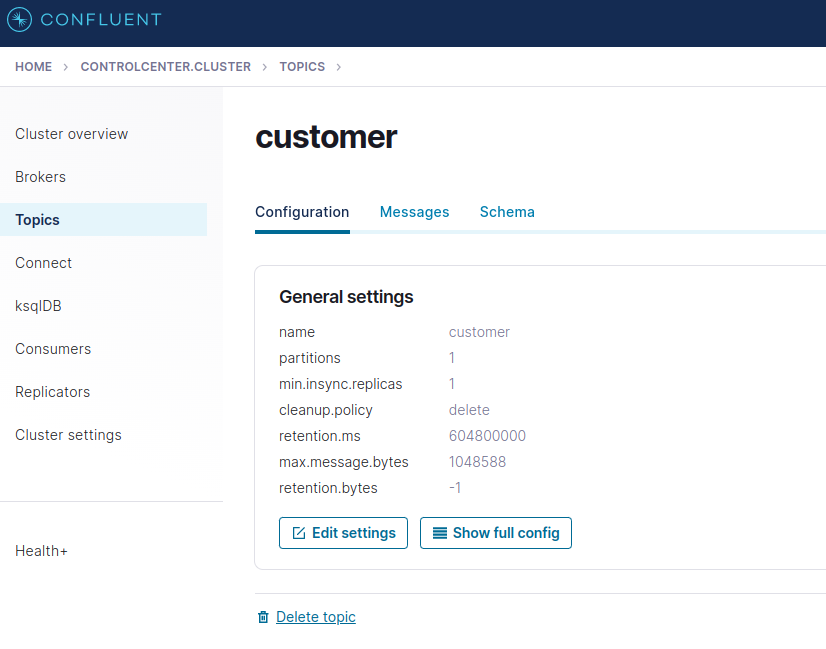 CONFLUENT
HOME > CONTROLCENTER.CLUSTER > TOPICS >
Cluster overview
Brokers
Topics
Connect
ksqlDB
Consumers
Replicators
Cluster settings
Health+
customer
Configuration Messages Schema
General settings
name customer
partitions 1
min.insync.replicas 1
cleanup.policy delete
retention.ms 604800000
max.message.bytes 1048588
retention.bytes -1
Edit settings Show full config
Delete topic